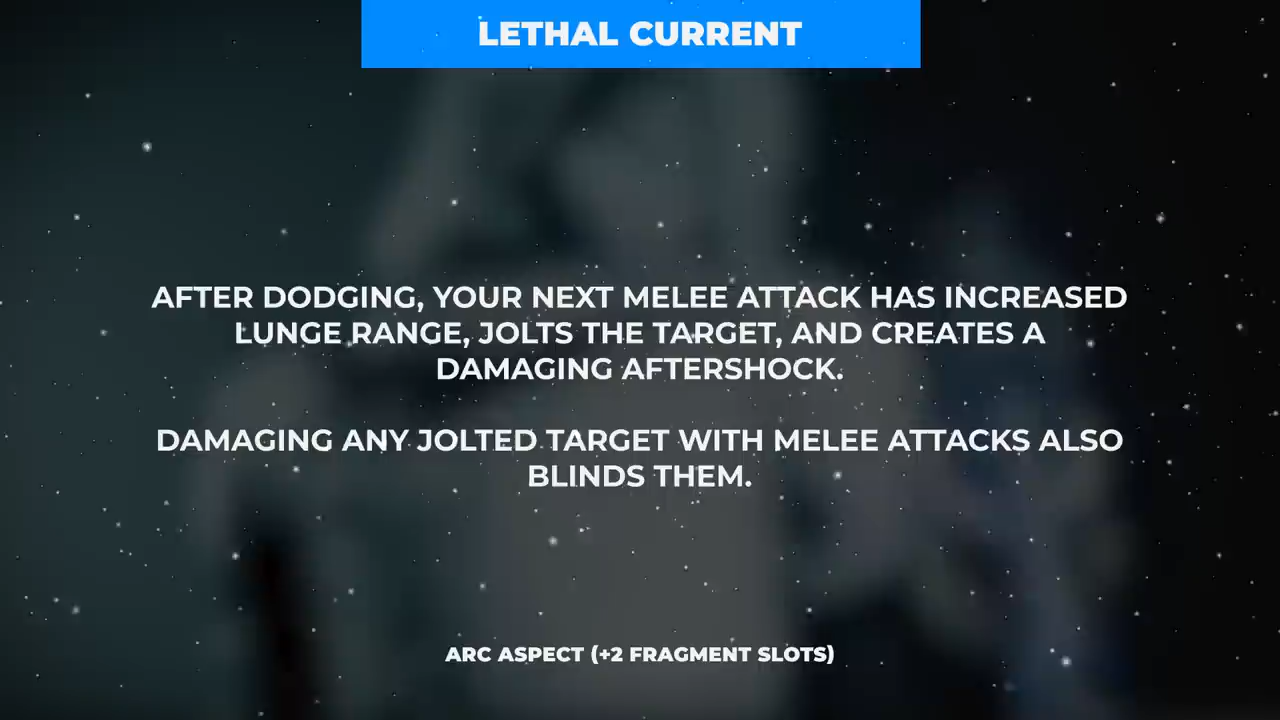 LETHAL CURRENT
AFTER DODGING, YOUR NEXT MELEE ATTACK HAS INCREASED
LUNGE RANGE, JOLTS THE TARGET, AND CREATES A
DAMAGING AFTERSHOCK.
DAMAGING ANY JOLTED TARGET WITH MELEE ATTACKS ALSO
BLINDS THEM.
ARC ASPECT (+2 FRAGMENT SLOTS)